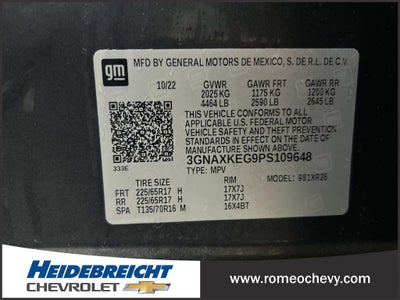 gm
MFD BY GENERAL MOTORS DE MEXICO, S. DE R.L. DE C.V.
10/22 GVWR GAWR FRT GAWR RR
2025 KG 1175 KG 1200 KG
4464 LB 2590 LB 2645 LB
THIS VEHICLE CONFORMS TO ALL
APPLICABLE U.S. FEDERAL MOTOR
VEHICLE SAFETY, BUMPER, AND THEFT
PREVENTION STANDARDS IN EFFECT ON
THE DATE OF MANUFACTURE SHOWN ABOVE.
3GNAXKEG9PS109648
333E TYPE: MPV MODEL: 981XR26
TIRE SIZE RIM
FRT 225/65R17 H 17X7J
RR 225/65R17 H 17X7J
SPA T135/70R16 M 16X4BT
HEIDEBREICHT
CHEVROLET
www.romeochevy.com